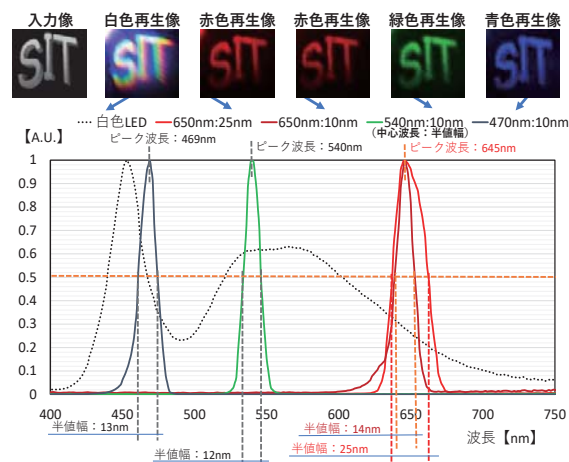 入力像 白色再生像 赤色再生像 赤色再生像 緑色再生像 青色再生像
SIT SIT SIT SIT SIT SIT
白色LED 650nm:25nm 650nm:10nm 540nm:10nm 470nm:10nm
(中心波長:半値幅)
【A.U.】
ピーク波長:469nm ピーク波長:540nm ピーク波長:645nm
1
0.9
0.8
0.7
0.6
0.5
0.4
0.3
0.2
0.1
0
400 450 500 550 600 650 700 750
半値幅:13nm 半値幅:14nm 波長【nm】
半値幅:12nm 半値幅:25nm